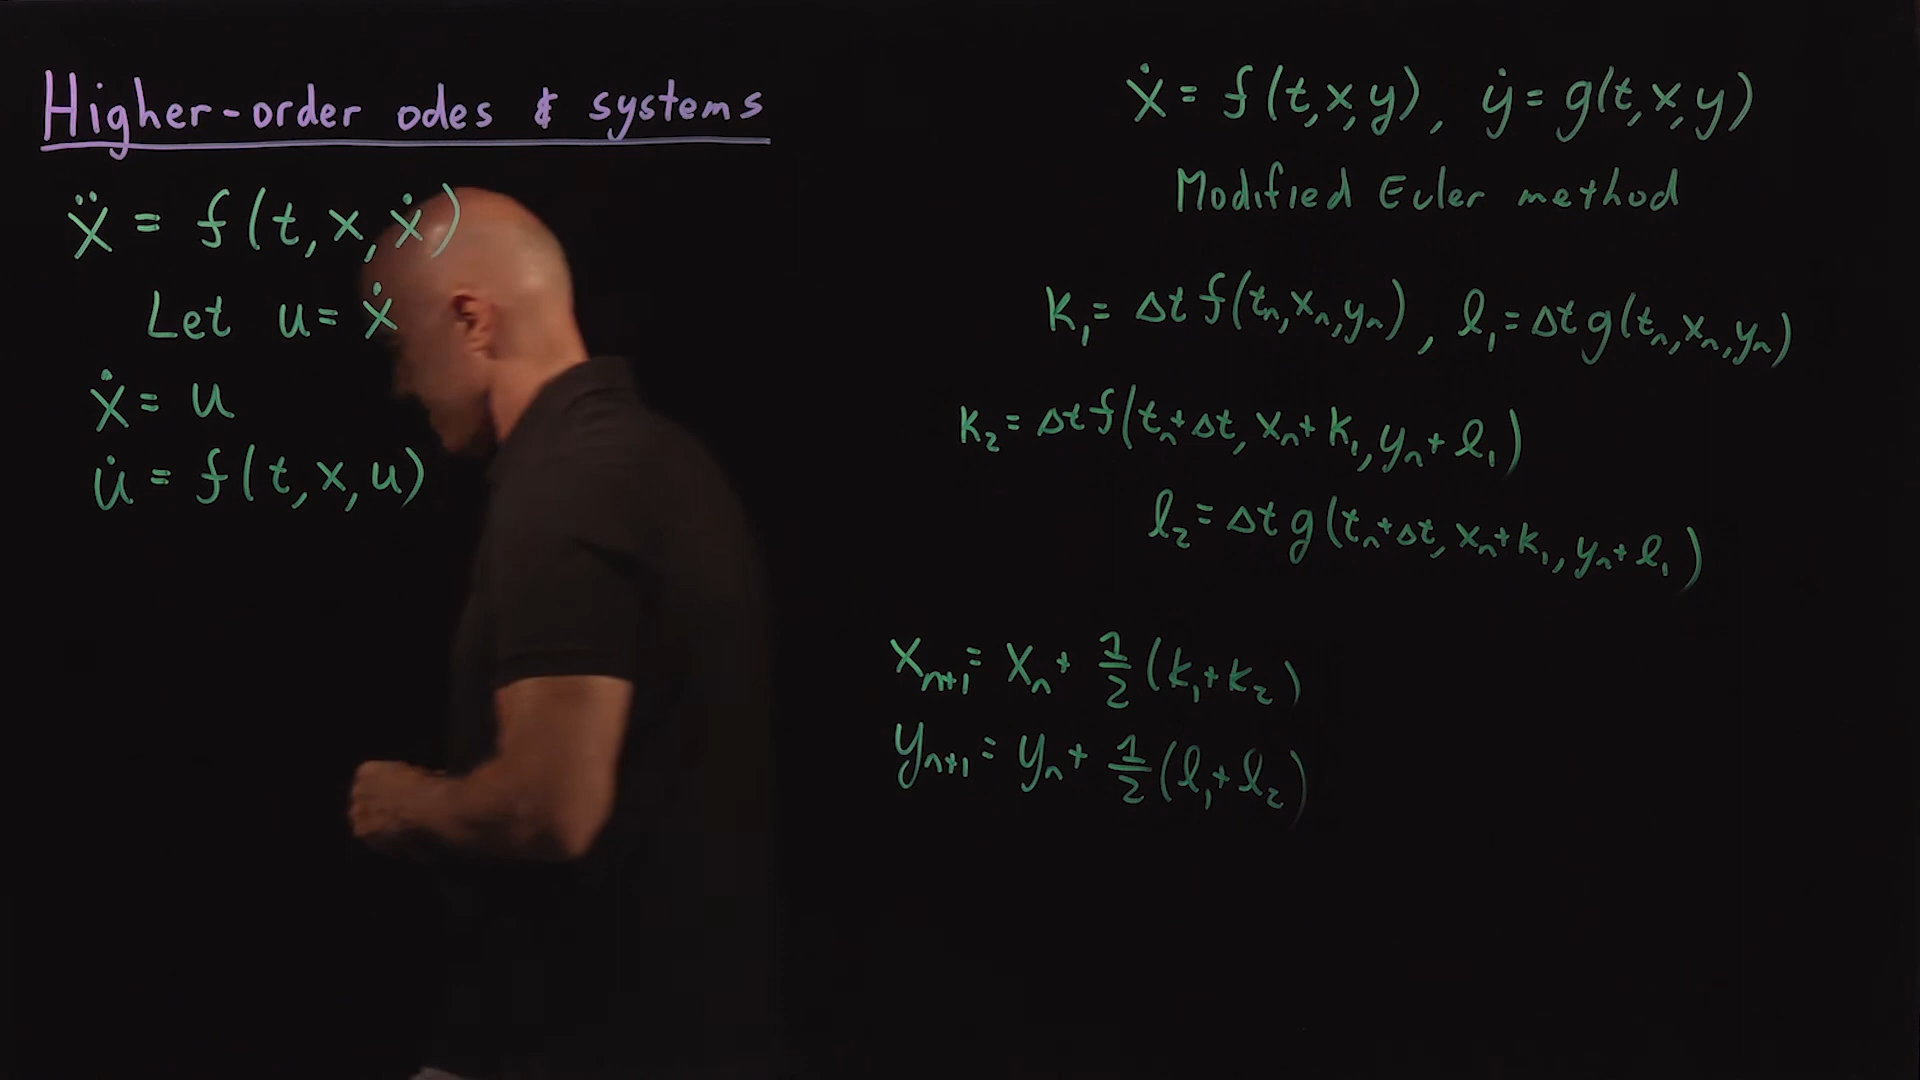 Higher-order odes & systems
ẍ = f(t, x, ẋ)
Let u = ẋ
ẋ = u
u̇ = f(t, x, u)
ẋ = f(t, x, y), ẏ = g(t, x, y)
Modified Euler method
k₁ = Δt f(tₙ, xₙ, yₙ), l₁ = Δt g(tₙ, xₙ, yₙ)
k₂ = Δt f(tₙ + Δt, xₙ + k₁, yₙ + l₁)
l₂ = Δt g(tₙ + Δt, xₙ + k₁, yₙ + l₁)
xₙ₊₁ = xₙ + 1/2 (k₁ + k₂)
yₙ₊₁ = yₙ + 1/2 (l₁ + l₂)